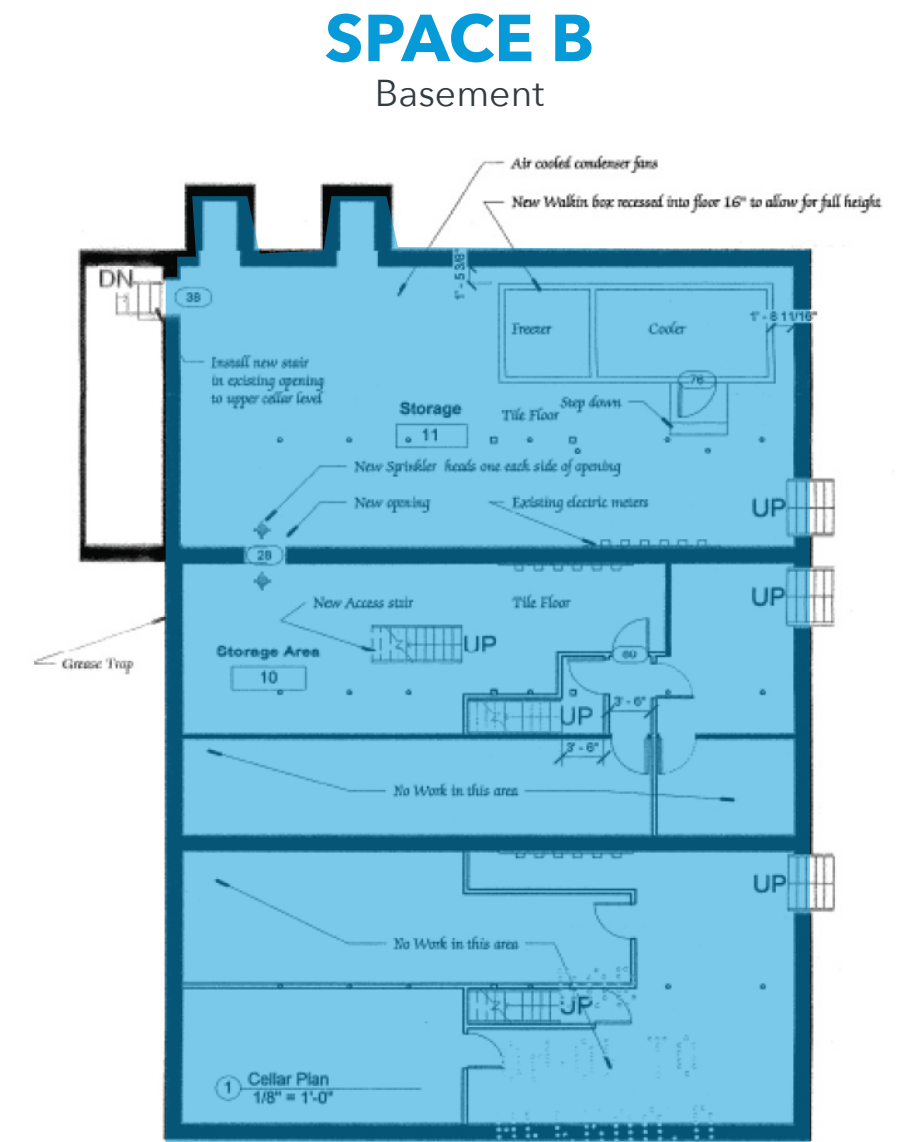 SPACE B
Basement
Air cooled condenser fans
New Walkin box recessed into floor 16" to allow for full height
DN
38
1' - 5 3/8"
1' - 8 11/16"
Freezer
Cooler
Install new stair
in existing opening
to upper cellar level
76
Step down
Storage
11
Tile Floor
New Sprinkler heads one each side of opening
New opening
Existing electric meters
UP
28
New Access stair
Tile Floor
UP
UP
60
Storage Area
10
Grease Trap
3' - 6"
UP
3' - 6"
No Work in this area
UP
No Work in this area
UP
1
Cellar Plan
1/8" = 1'-0"